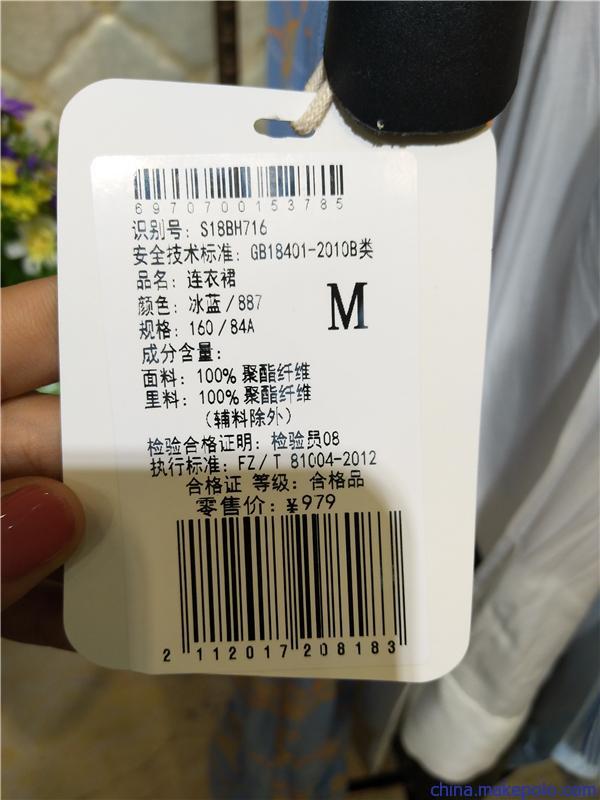 6970700153785
识别号: S18BH716
安全技术标准: GB18401-2010B类
品名: 连衣裙
颜色: 冰蓝/887
M
规格: 160/84A
成分含量:
面料: 100% 聚酯纤维
里料: 100% 聚酯纤维
(辅料除外)
检验合格证明: 检验员08
执行标准: FZ/T 81004-2012
合格证 等级: 合格品
零售价: ¥979
2 112017 208183
china.makepolo.com